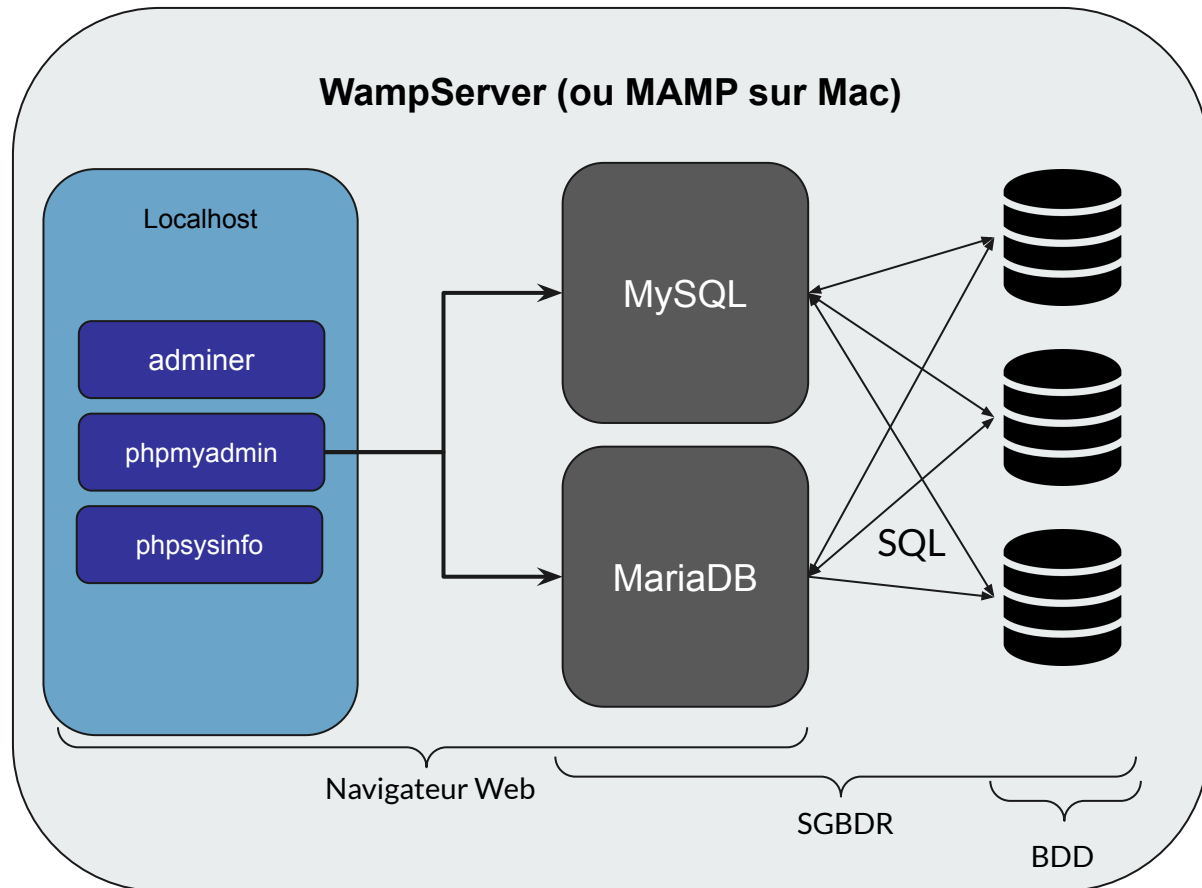 WampServer (ou MAMP sur Mac)
Localhost
adminer
phpmyadmin
phpsysinfo
MySQL
MariaDB
SQL
Navigateur Web
SGBDR
BDD